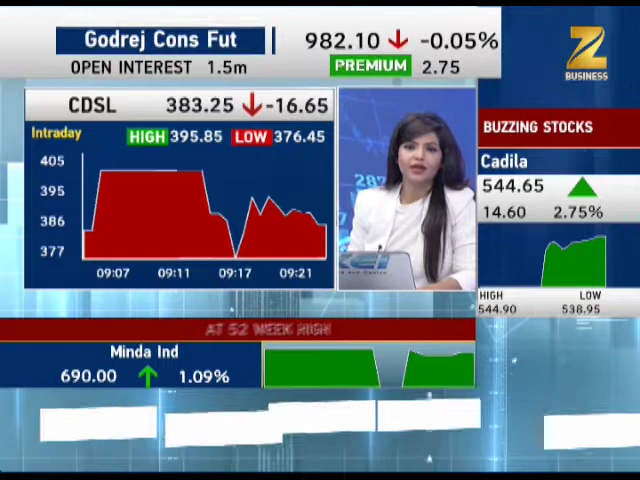 Godrej Cons Fut
982.10 -0.05%
OPEN INTEREST 1.5m
PREMIUM 2.75
Z
BUSINESS
CDSL 383.25 -16.65
Intraday
HIGH 395.85 LOW 376.45
405
395
386
377
09:07 09:11 09:17 09:21
287
BUZZING STOCKS
Cadila
544.65
14.60 2.75%
HIGH LOW
544.90 538.95
AT 52 WEEK HIGH
Minda Ind
690.00 1.09%